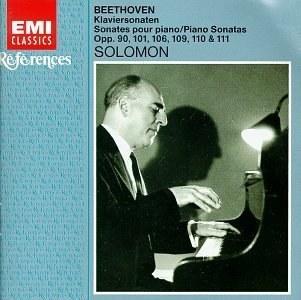 EMI
CLASSICS
Références
BEETHOVEN
Klaviersonaten
Sonates pour piano/Piano Sonatas
Opp. 90, 101, 106, 109, 110 & 111
SOLOMON